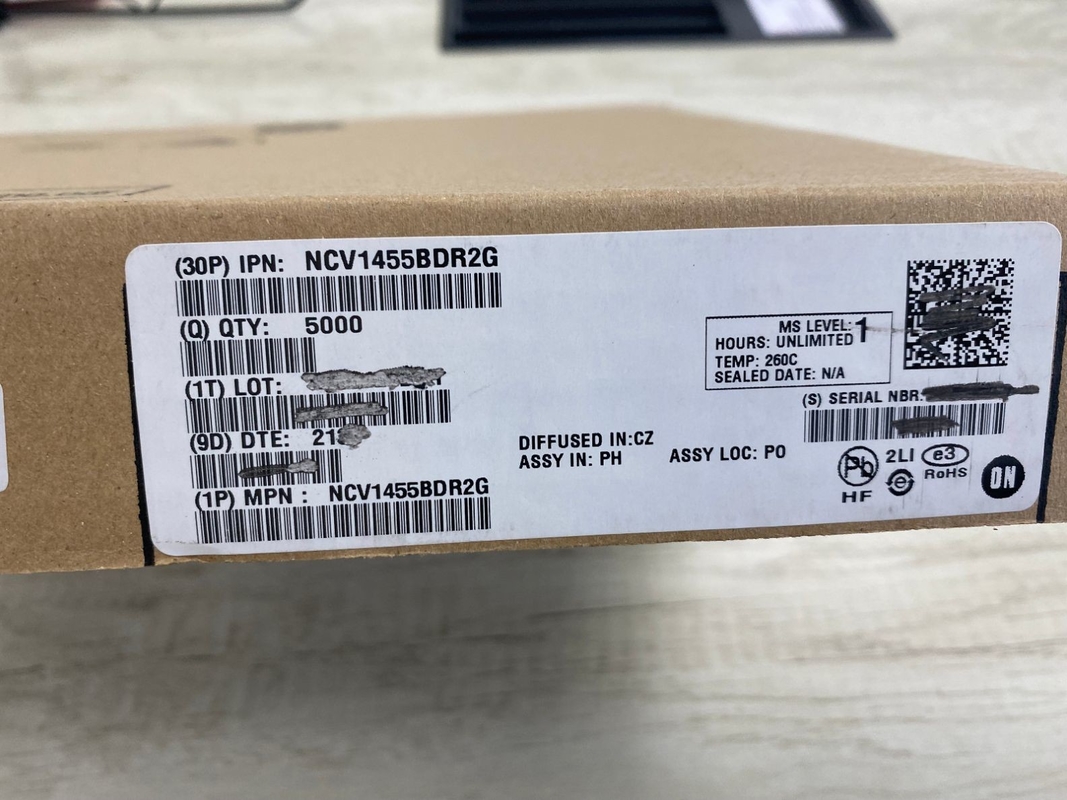 (30P) IPN: NCV1455BDR2G
(Q) QTY: 5000
(1T) LOT:
(9D) DTE: 21
(1P) MPN : NCV1455BDR2G
DIFFUSED IN:CZ
ASSY IN: PH
ASSY LOC: PO
MS LEVEL: 1
HOURS: UNLIMITED
TEMP: 260C
SEALED DATE: N/A
(S) SERIAL NBR:
Pb
2LI
e3
HF
e
RoHS
ON